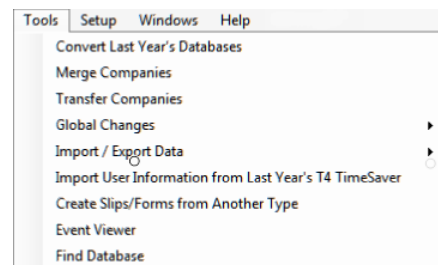 Tools Setup Windows Help
Convert Last Year's Databases
Merge Companies
Transfer Companies
Global Changes
Import / Export Data
Import User Information from Last Year's T4 TimeSaver
Create Slips/Forms from Another Type
Event Viewer
Find Database